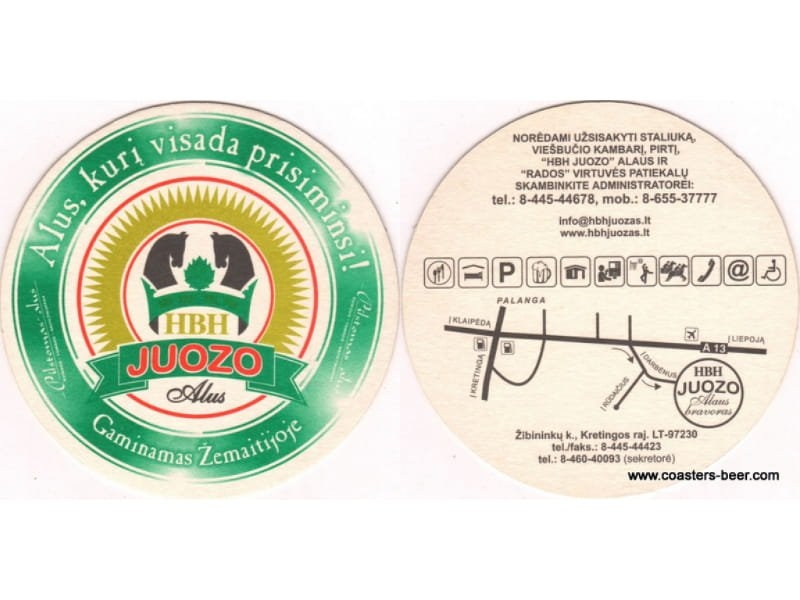 Alus, kurį visada prisiminsi!
HBH
JUOZO
Alus
Gaminamas Žemaitijoje
NORĖDAMI UŽSISAKYTI STALIUKĄ,
VIEŠBUČIO KAMBARĮ, PIRTĮ,
"HBH JUOZO" ALAUS IR
"RADOS" VIRTUVĖS PATIEKALŲ
SKAMBINKITE ADMINISTRATOREI:
tel.: 8-445-44678, mob.: 8-655-37777
info@hbhjuozas.lt
www.hbhjuozas.lt
P
@
PALANGA
Į KLAIPĖDĄ
Į KRETINGĄ
Į LIEPOJĄ
A 13
Į DARBĖNUS
Į RŪDAIČIUS
HBH
JUOZO
Alaus
bravoras
Žibininkų k., Kretingos raj. LT-97230
tel./faks.: 8-445-44423
tel.: 8-460-40093 (sekretorė)
www.coasters-beer.com